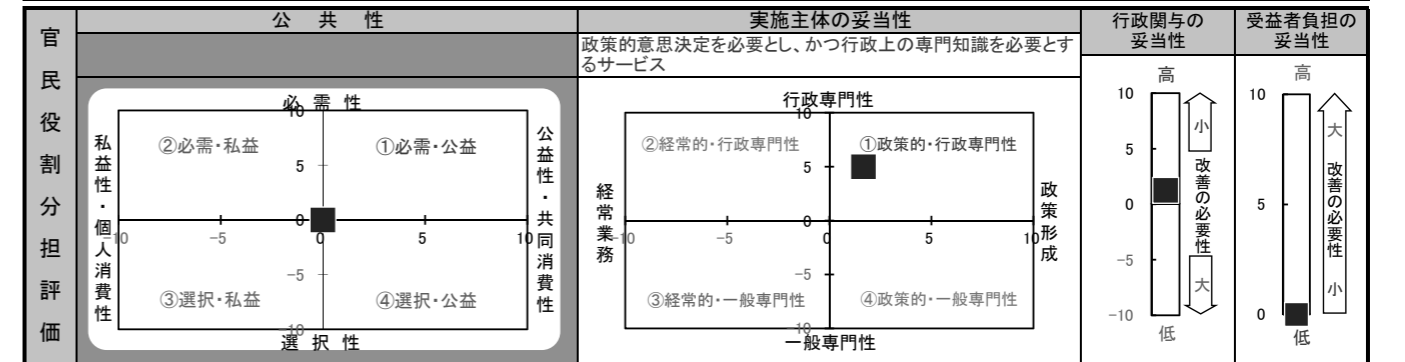 官民役割分担評価
公共性
実施主体の妥当性
行政関与の
妥当性
受益者負担の
妥当性
政策的意思決定を必要とし、かつ行政上の専門知識を必要とす
るサービス
必需性
10
②必需・私益
①必需・公益
5
私益性・個人消費性
公益性・共同消費性
0
-10
-5
0
5
10
-5
③選択・私益
④選択・公益
-10
選択性
行政専門性
10
②経常的・行政専門性
①政策的・行政専門性
5
経常業務
政策形成
0
-10
-5
0
5
10
-5
③経常的・一般専門性
④政策的・一般専門性
-10
一般専門性
高
10
5
0
-5
-10
低
小
改善の必要性
大
高
10
5
0
低
大
改善の必要性
小